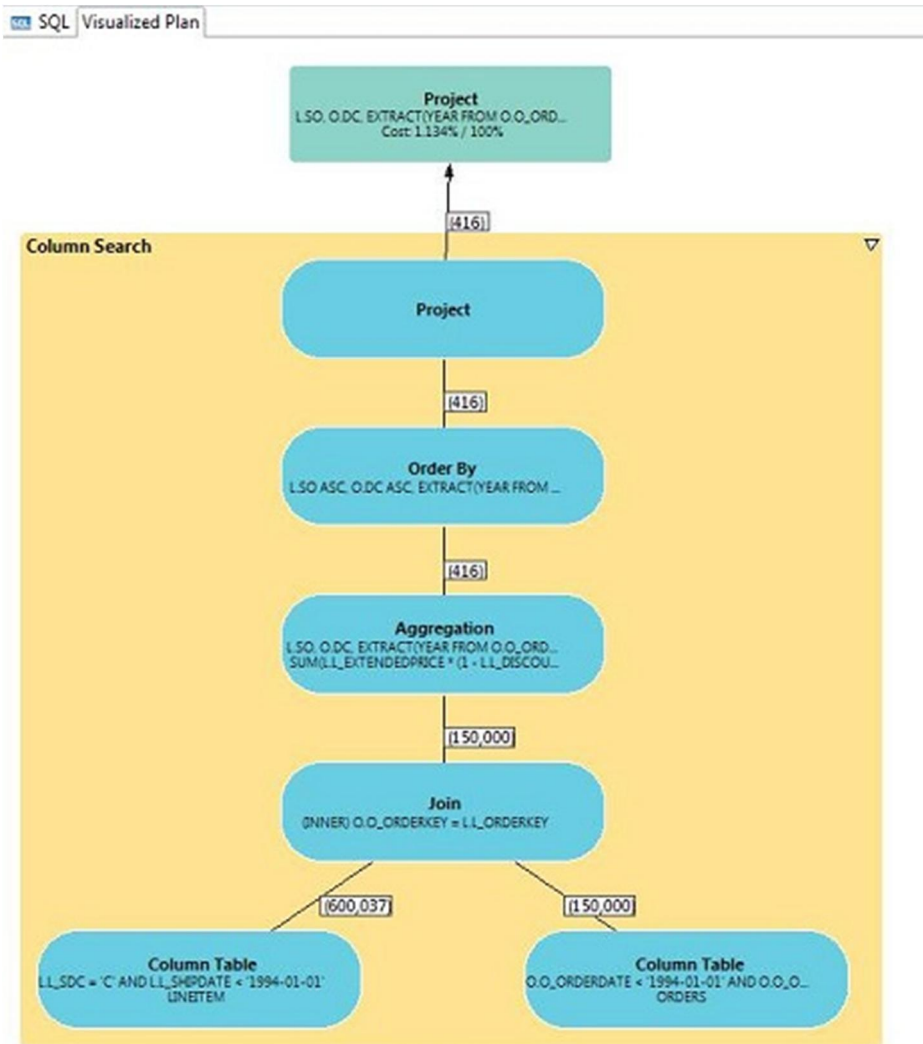 SQL SQL Visualized Plan
Project
L.SO, O.DC, EXTRACT(YEAR FROM O.O_ORD...
Cost: 1.134% / 100%
(416)
Column Search
Project
(416)
Order By
L.SO ASC, O.DC ASC, EXTRACT(YEAR FROM ...
(416)
Aggregation
L.SO, O.DC, EXTRACT(YEAR FROM O.O_ORD...
SUM(L.L_EXTENDEDPRICE * (1 - L.L_DISCOU...
(150,000)
Join
(INNER) O.O_ORDERKEY = L.L_ORDERKEY
(600,037) (150,000)
Column Table
L.L_SDC = 'C' AND L.L_SHIPDATE < '1994-01-01'
LINEITEM
Column Table
O.O_ORDERDATE < '1994-01-01' AND O.O_O...
ORDERS